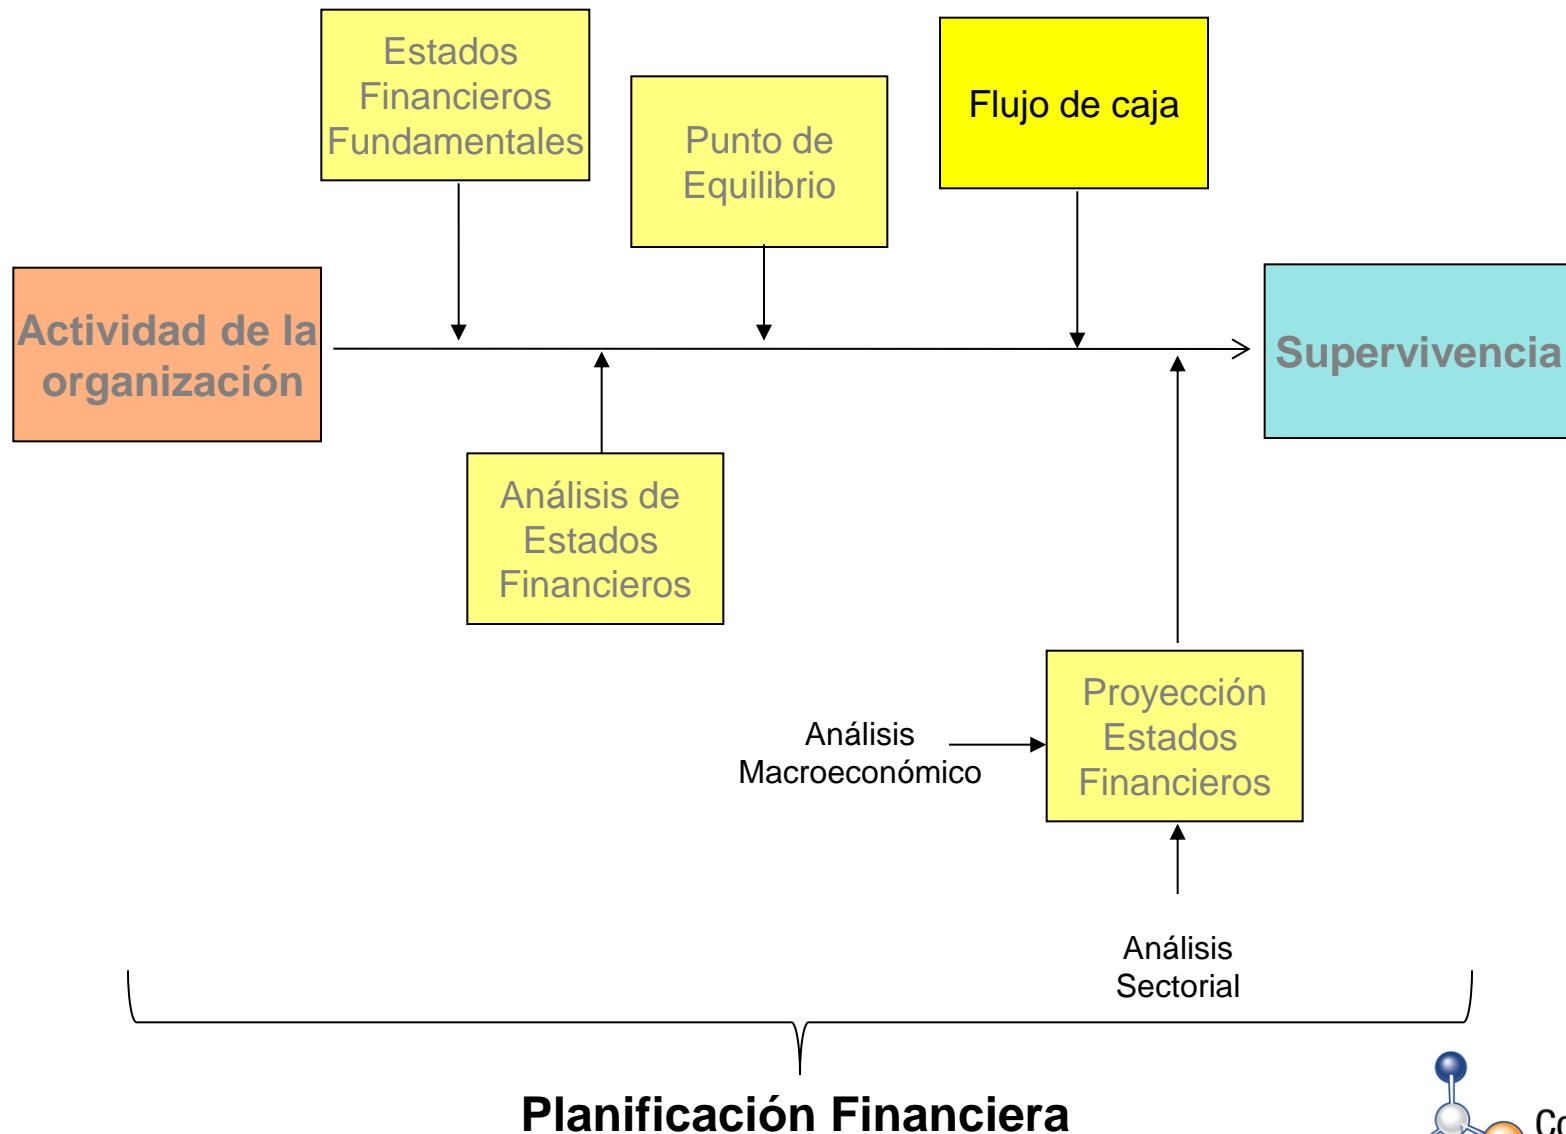 Estados
Financieros
Fundamentales
Punto de
Equilibrio
Flujo de caja
Actividad de la
organización
Supervivencia
Análisis de
Estados
Financieros
Proyección
Estados
Financieros
Análisis
Macroeconómico
Análisis
Sectorial
Planificación Financiera